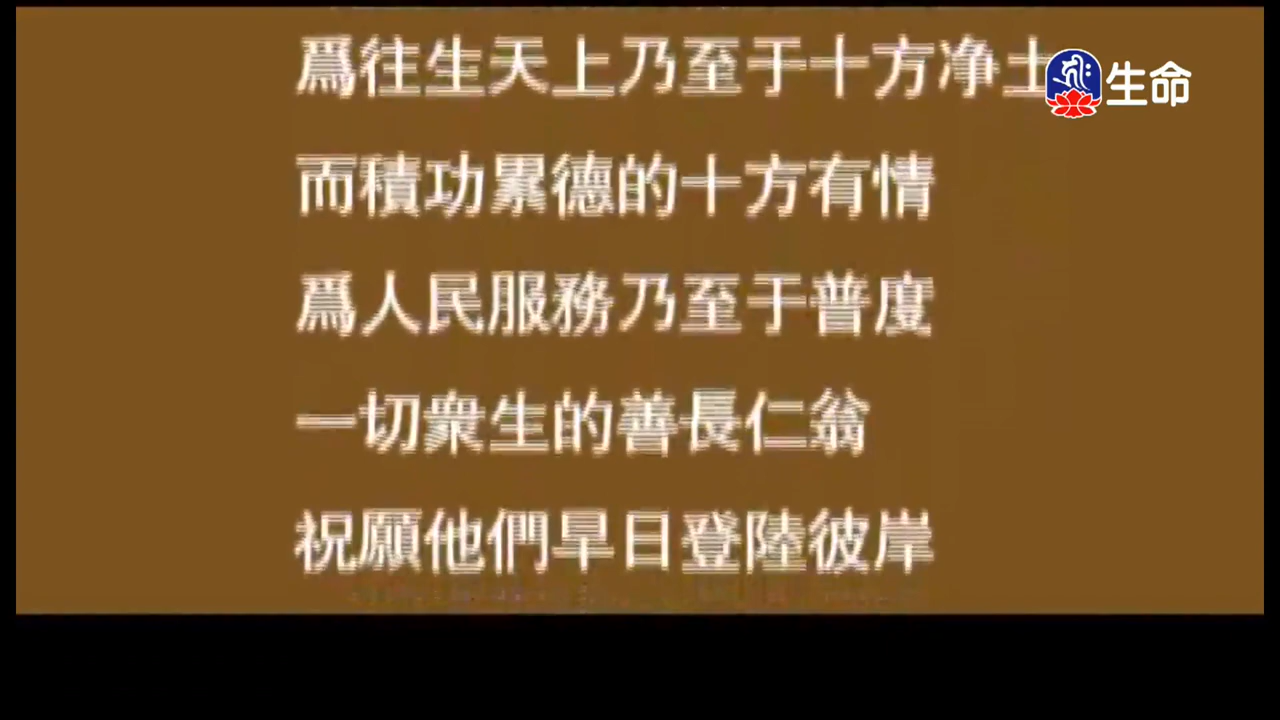 爲往生天上乃至于十方净土
而積功累德的十方有情
爲人民服務乃至于普度
一切衆生的善長仁翁
祝願他們早日登陸彼岸
生命